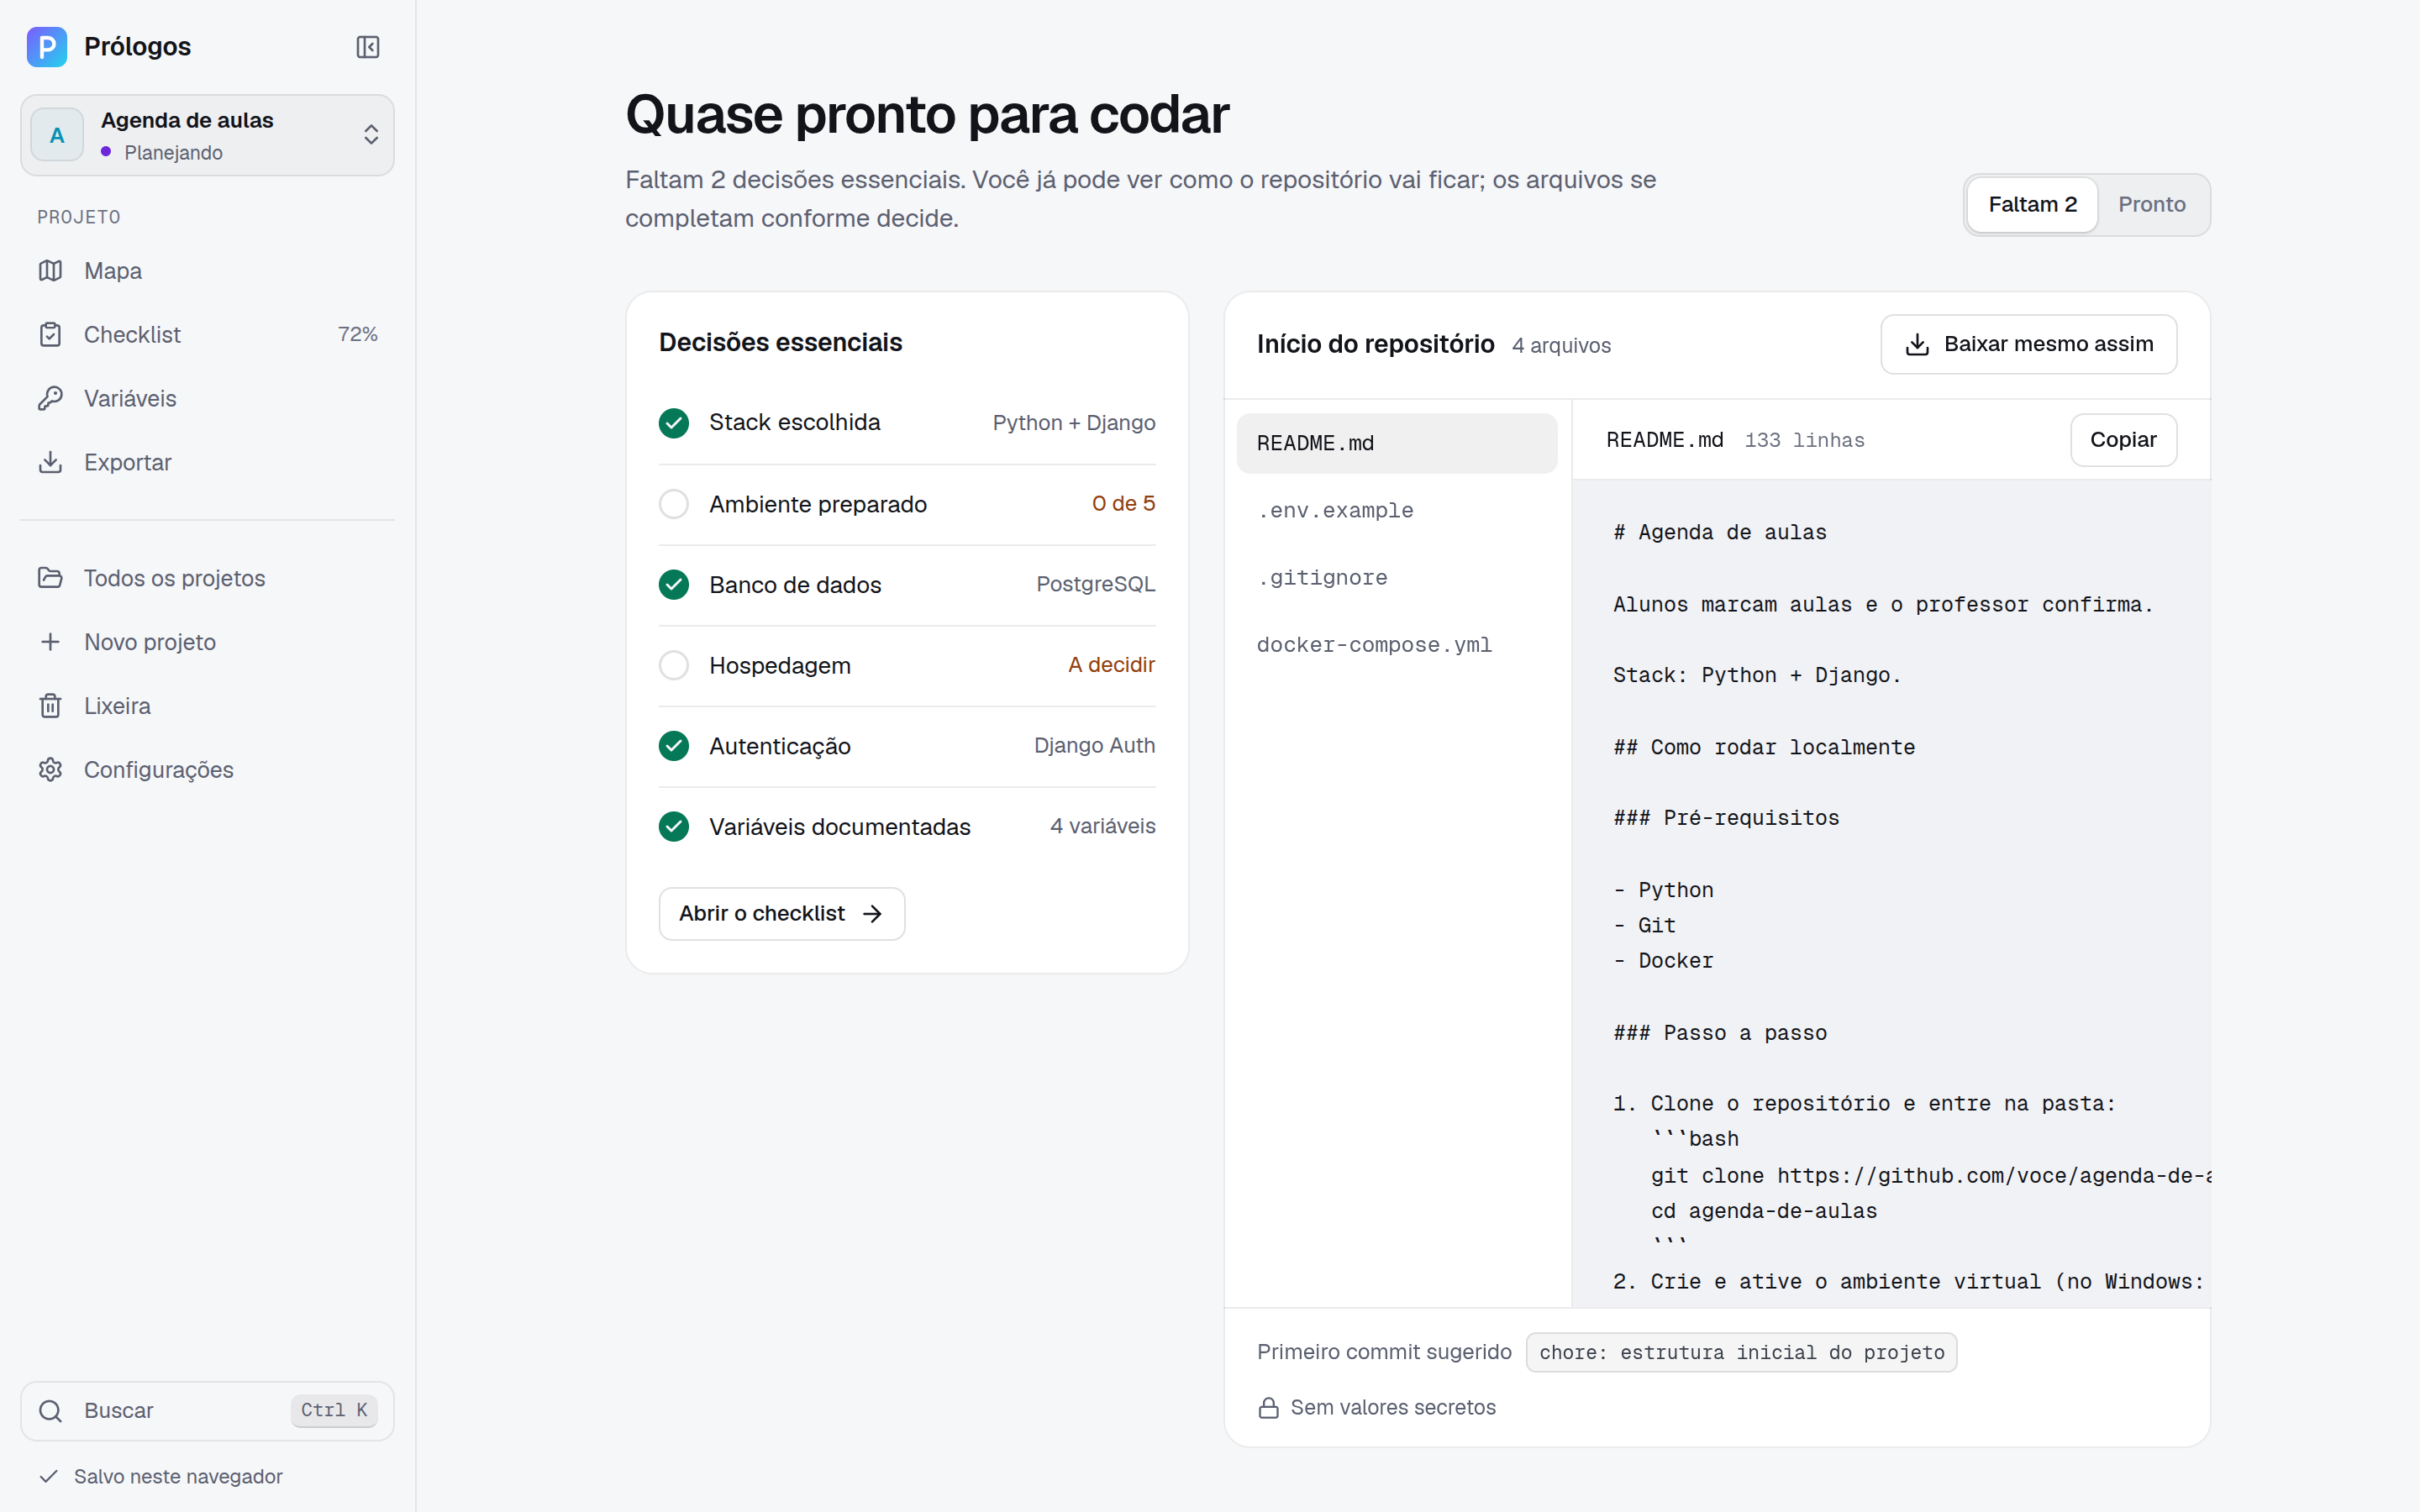 P Prólogos
A Agenda de aulas
Planejando
PROJETO
Mapa
Checklist 72%
Variáveis
Exportar
Todos os projetos
Novo projeto
Lixeira
Configurações
Buscar Ctrl K
Salvo neste navegador
Quase pronto para codar
Faltam 2 decisões essenciais. Você já pode ver como o repositório vai ficar; os arquivos se
completam conforme decide.
Faltam 2 Pronto
Decisões essenciais
Stack escolhida Python + Django
Ambiente preparado 0 de 5
Banco de dados PostgreSQL
Hospedagem A decidir
Autenticação Django Auth
Variáveis documentadas 4 variáveis
Abrir o checklist
Início do repositório 4 arquivos
Baixar mesmo assim
README.md
.env.example
.gitignore
docker-compose.yml
README.md 133 linhas
Copiar
# Agenda de aulas
Alunos marcam aulas e o professor confirma.
Stack: Python + Django.
## Como rodar localmente
### Pré-requisitos
- Python
- Git
- Docker
### Passo a passo
1. Clone o repositório e entre na pasta:
```bash
git clone https://github.com/voce/agenda-de-a
cd agenda-de-aulas
```
2. Crie e ative o ambiente virtual (no Windows:
Primeiro commit sugerido chore: estrutura inicial do projeto
Sem valores secretos